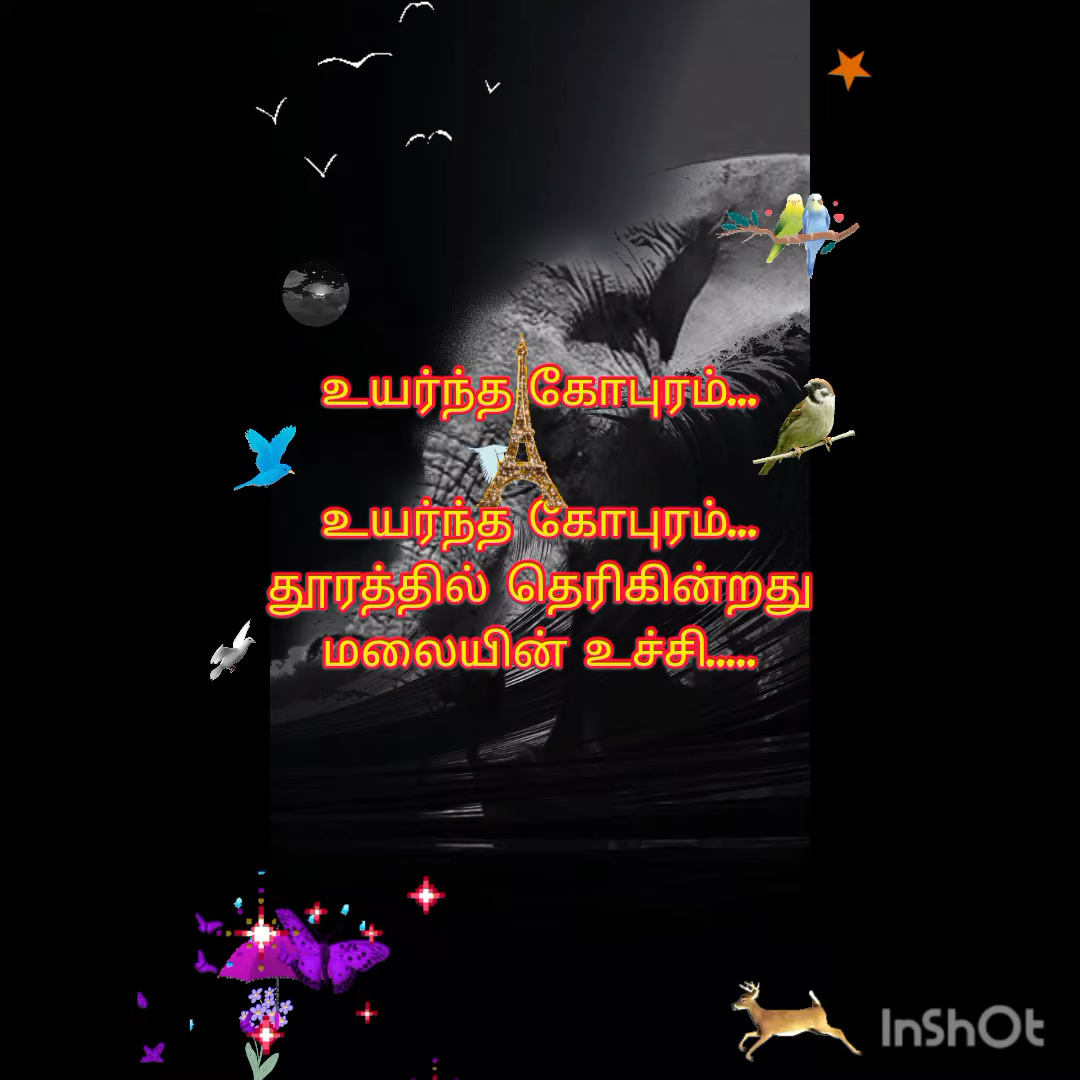 உயர்ந்த கோபுரம்...
உயர்ந்த கோபுரம்...
தூரத்தில் தெரிகின்றது
மலையின் உச்சி.....
InShOt